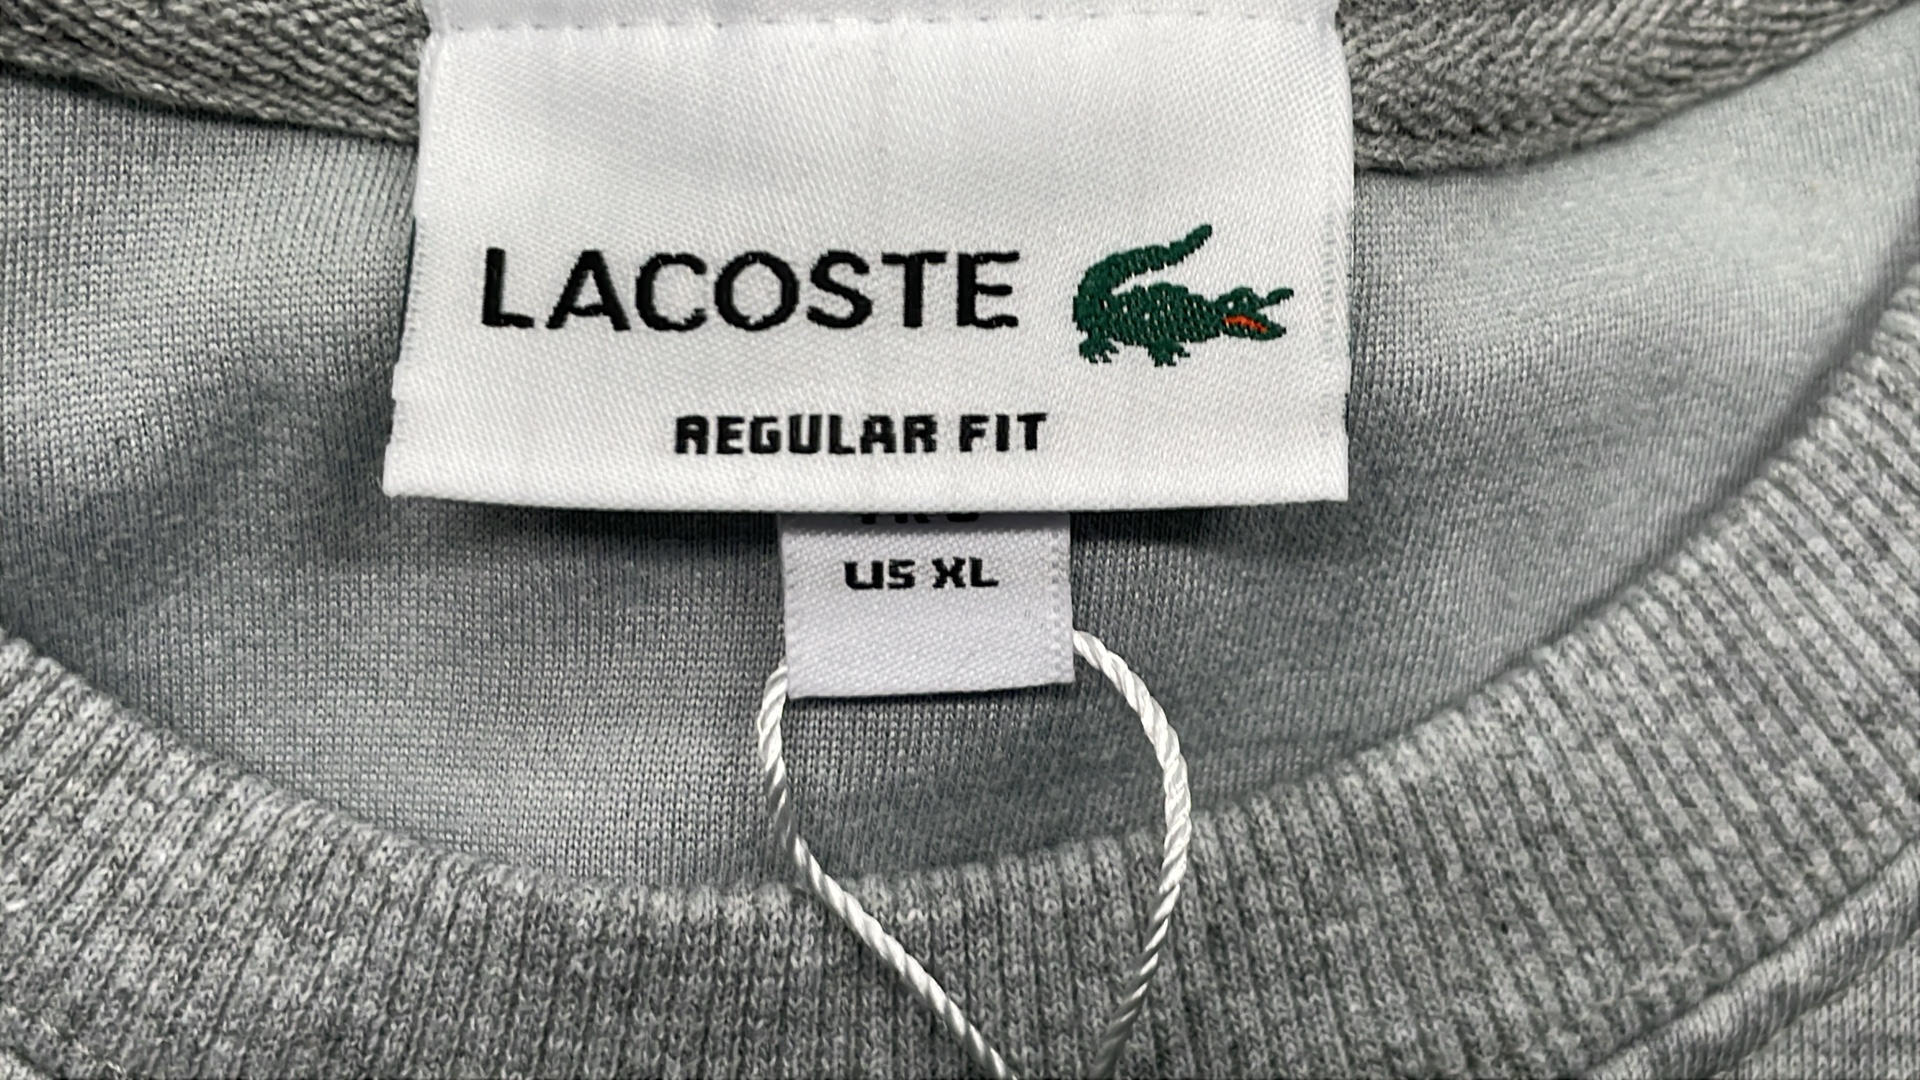 LACOSTE
REGULAR FIT
US XL